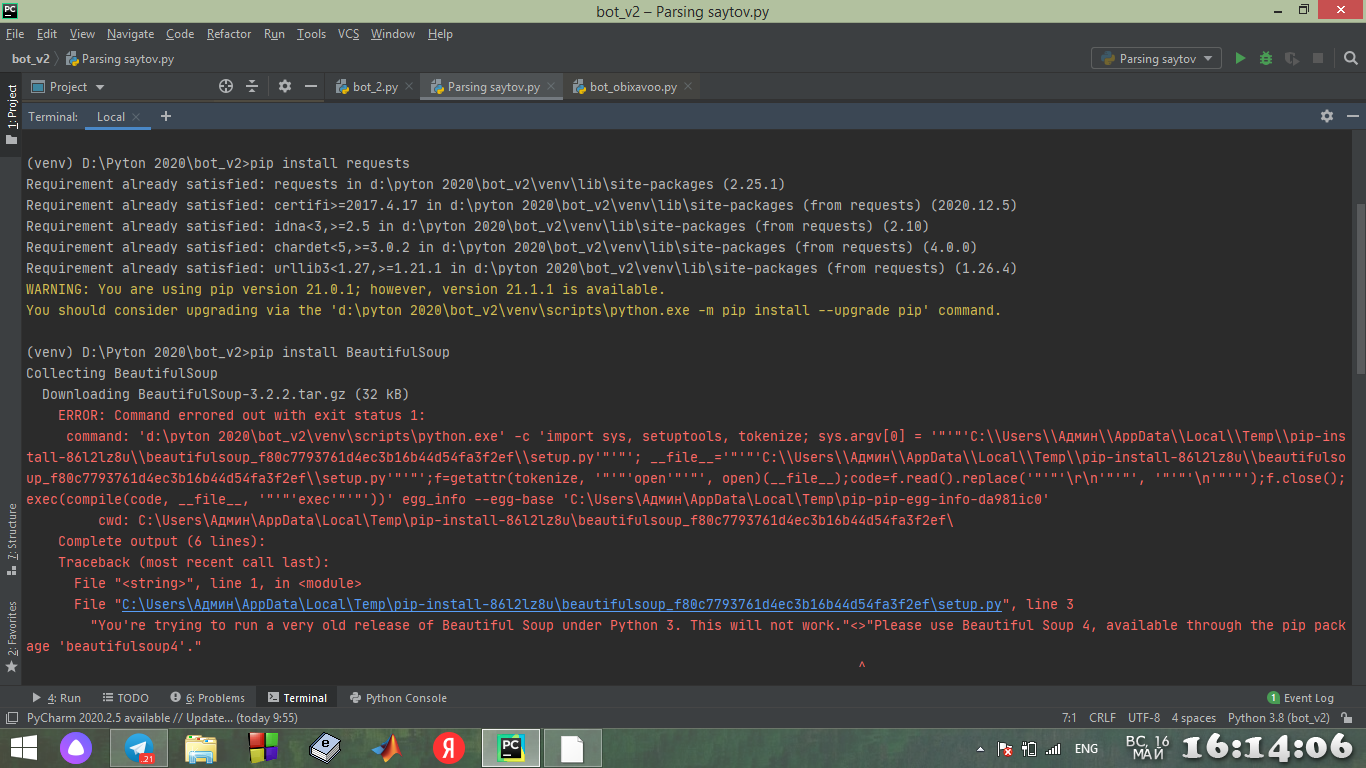 bot_v2 – Parsing saytov.py
File Edit View Navigate Code Refactor Run Tools VCS Window Help
bot_v2 Parsing saytov.py Parsing saytov
1: Project
Project bot_2.py Parsing saytov.py bot_obixavoo.py
Terminal: Local +
(venv) D:\Pyton 2020\bot_v2>pip install requests
Requirement already satisfied: requests in d:\pyton 2020\bot_v2\venv\lib\site-packages (2.25.1)
Requirement already satisfied: certifi>=2017.4.17 in d:\pyton 2020\bot_v2\venv\lib\site-packages (from requests) (2020.12.5)
Requirement already satisfied: idna<3,>=2.5 in d:\pyton 2020\bot_v2\venv\lib\site-packages (from requests) (2.10)
Requirement already satisfied: chardet<5,>=3.0.2 in d:\pyton 2020\bot_v2\venv\lib\site-packages (from requests) (4.0.0)
Requirement already satisfied: urllib3<1.27,>=1.21.1 in d:\pyton 2020\bot_v2\venv\lib\site-packages (from requests) (1.26.4)
WARNING: You are using pip version 21.0.1; however, version 21.1.1 is available.
You should consider upgrading via the 'd:\pyton 2020\bot_v2\venv\scripts\python.exe -m pip install --upgrade pip' command.
(venv) D:\Pyton 2020\bot_v2>pip install BeautifulSoup
Collecting BeautifulSoup
Downloading BeautifulSoup-3.2.2.tar.gz (32 kB)
ERROR: Command errored out with exit status 1:
command: 'd:\pyton 2020\bot_v2\venv\scripts\python.exe' -c 'import sys, setuptools, tokenize; sys.argv[0] = '"'"'C:\\Users\\Админ\\AppData\\Local\\Temp\\pip-ins
tall-86l2lz8u\\beautifulsoup_f80c7793761d4ec3b16b44d54fa3f2ef\\setup.py'"'"'; __file__='"'"'C:\\Users\\Админ\\AppData\\Local\\Temp\\pip-install-86l2lz8u\\beautifulso
up_f80c7793761d4ec3b16b44d54fa3f2ef\\setup.py'"'"';f=getattr(tokenize, '"'"'open'"'"', open)(__file__);code=f.read().replace('"'"'\r\n'"'"', '"'"'\n'"'"');f.close();
exec(compile(code, __file__, '"'"'exec'"'"'))' egg_info --egg-base 'C:\Users\Админ\AppData\Local\Temp\pip-pip-egg-info-da981ic0'
cwd: C:\Users\Админ\AppData\Local\Temp\pip-install-86l2lz8u\beautifulsoup_f80c7793761d4ec3b16b44d54fa3f2ef\
Complete output (6 lines):
Traceback (most recent call last):
File "<string>", line 1, in <module>
File "C:\Users\Админ\AppData\Local\Temp\pip-install-86l2lz8u\beautifulsoup_f80c7793761d4ec3b16b44d54fa3f2ef\setup.py", line 3
"You're trying to run a very old release of Beautiful Soup under Python 3. This will not work."<>"Please use Beautiful Soup 4, available through the pip pack
age 'beautifulsoup4'."
^
7: Structure
2: Favorites
4: Run TODO 6: Problems Terminal Python Console 1 Event Log
PyCharm 2020.2.5 available // Update... (today 9:55) 7:1 CRLF UTF-8 4 spaces Python 3.8 (bot_v2)
.21 Я PC ENG ВС, 16 МАЙ 16:14:06